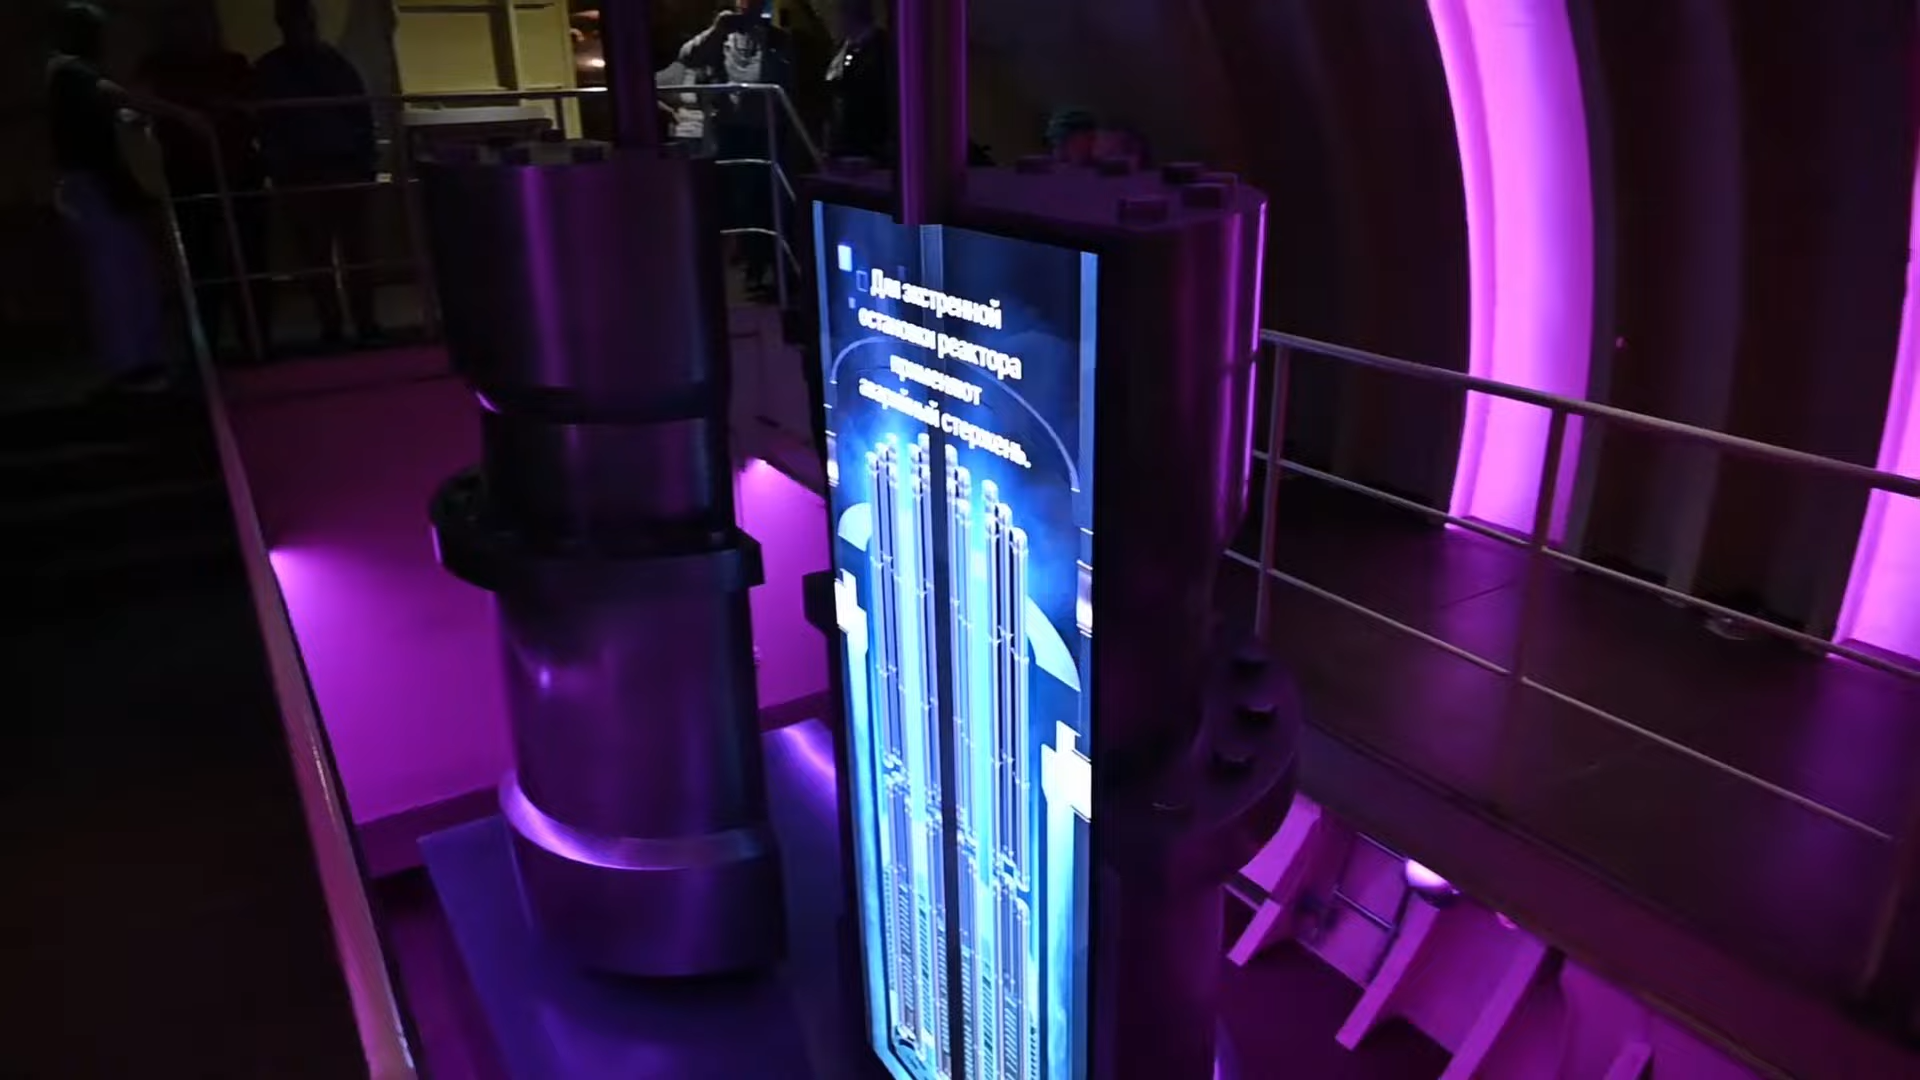 Для экстренной
остановки реактора
применяют
аварийный стержень.